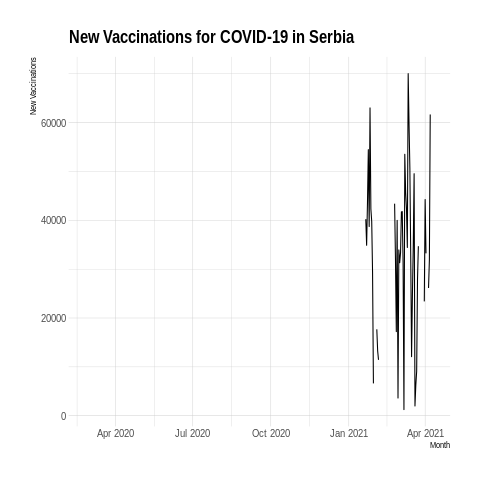 New Vaccinations for COVID-19 in Serbia
New Vaccinations
60000
40000
20000
0
Apr 2020 Jul 2020 Oct 2020 Jan 2021 Apr 2021
Month